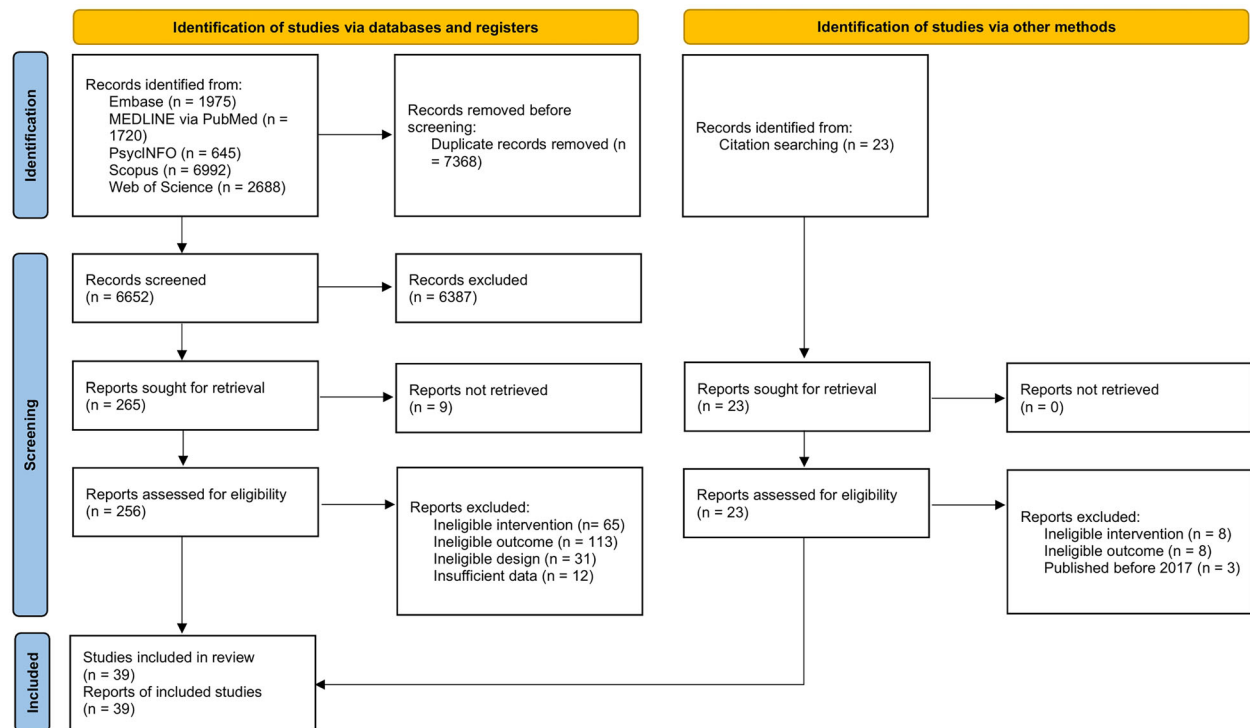 Identification of studies via databases and registers
Identification of studies via other methods
Identification
Records identified from:
Embase (n = 1975)
MEDLINE via PubMed (n =
1720)
PsycINFO (n = 645)
Scopus (n = 6992)
Web of Science (n = 2688)
Records removed before
screening:
Duplicate records removed (n
= 7368)
Records identified from:
Citation searching (n = 23)
Screening
Records screened
(n = 6652)
Records excluded
(n = 6387)
Reports sought for retrieval
(n = 265)
Reports not retrieved
(n = 9)
Reports sought for retrieval
(n = 23)
Reports not retrieved
(n = 0)
Reports assessed for eligibility
(n = 256)
Reports excluded:
Ineligible intervention (n= 65)
Ineligible outcome (n = 113)
Ineligible design (n = 31)
Insufficient data (n = 12)
Reports assessed for eligibility
(n = 23)
Reports excluded:
Ineligible intervention (n = 8)
Ineligible outcome (n = 8)
Published before 2017 (n = 3)
Included
Studies included in review
(n = 39)
Reports of included studies
(n = 39)